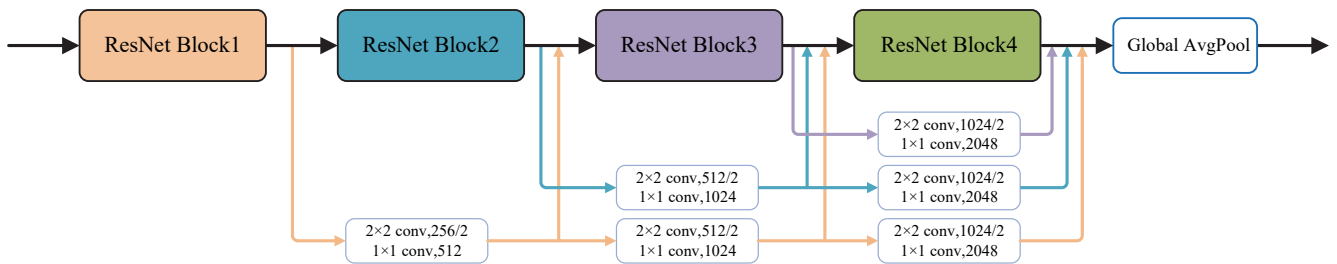 ResNet Block1
ResNet Block2
ResNet Block3
ResNet Block4
Global AvgPool
2×2 conv,1024/2
1×1 conv,2048
2×2 conv,512/2
1×1 conv,1024
2×2 conv,1024/2
1×1 conv,2048
2×2 conv,256/2
1×1 conv,512
2×2 conv,512/2
1×1 conv,1024
2×2 conv,1024/2
1×1 conv,2048